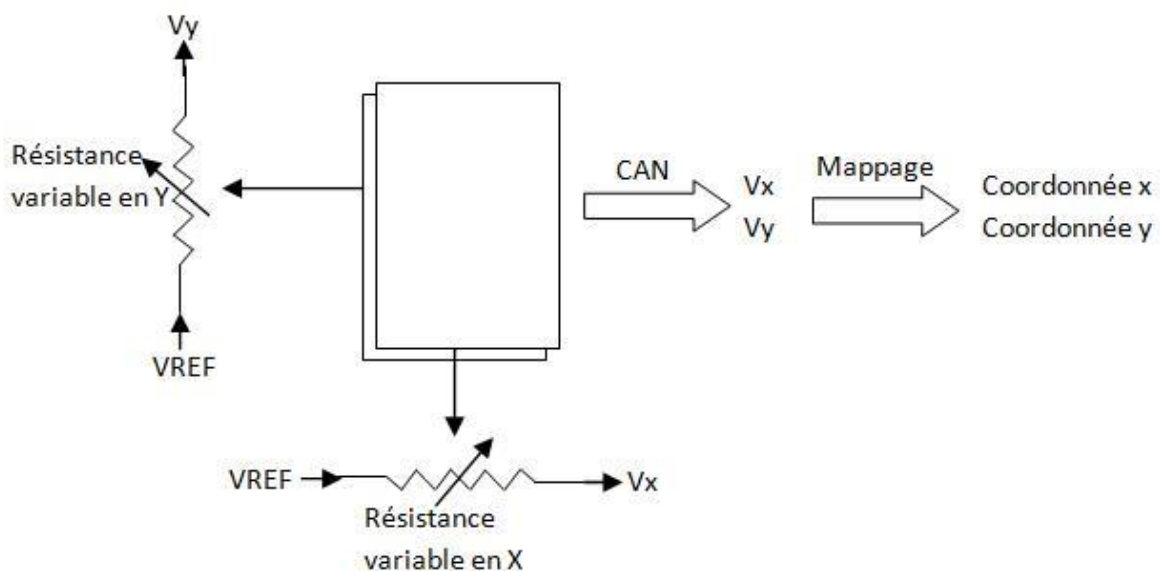 Vy
Résistance
variable en Y
VREF
CAN
Vx
Vy
Mappage
Coordonnée x
Coordonnée y
VREF
Vx
Résistance
variable en X